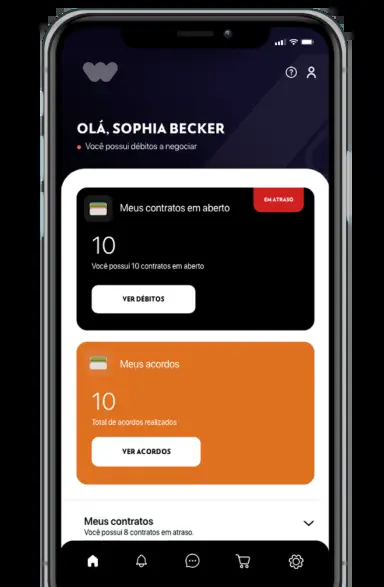 OLÁ, SOPHIA BECKER
Você possui débitos a negociar
Meus contratos em aberto
EM ATRASO
10
Você possui 10 contratos em aberto
VER DÉBITOS
Meus acordos
10
Total de acordos realizados
VER ACORDOS
Meus contratos
Você possui 8 contratos em atraso.